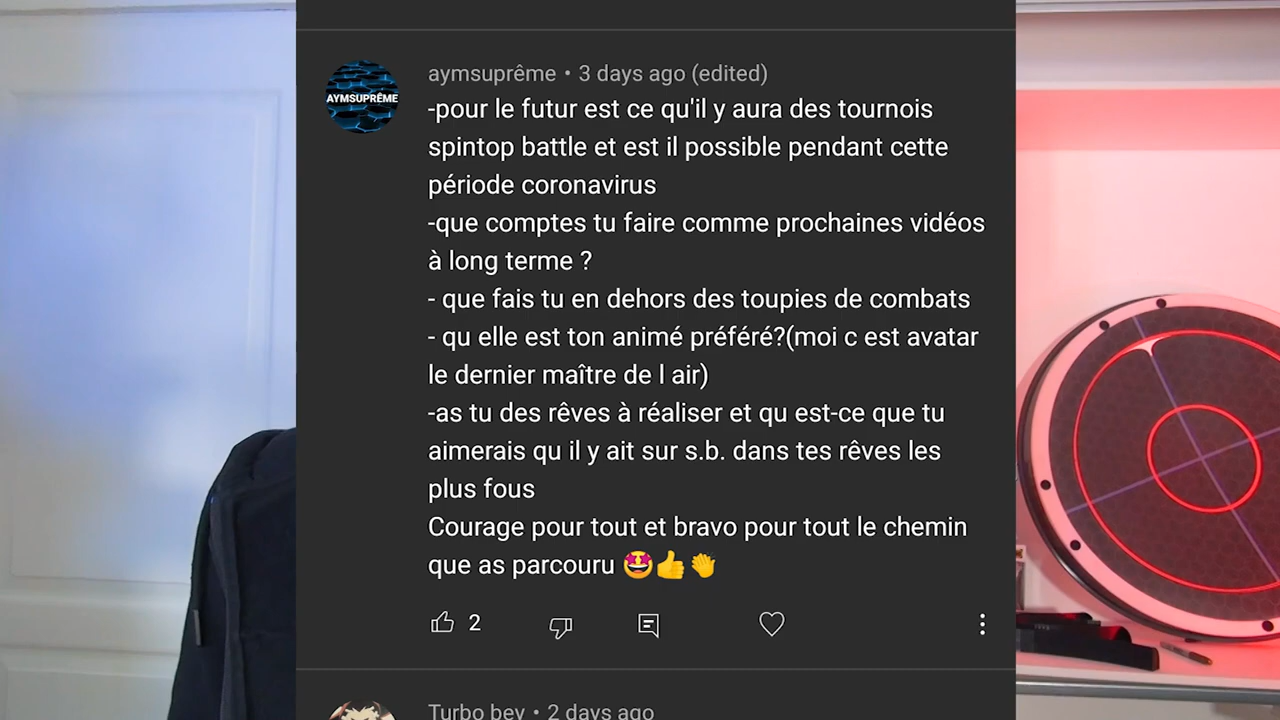 aymsuprême • 3 days ago (edited)
AYMSUPRÊME
-pour le futur est ce qu'il y aura des tournois
spintop battle et est il possible pendant cette
période coronavirus
-que comptes tu faire comme prochaines vidéos
à long terme ?
- que fais tu en dehors des toupies de combats
- qu elle est ton animé préféré?(moi c est avatar
le dernier maître de l air)
-as tu des rêves à réaliser et qu est-ce que tu
aimerais qu il y ait sur s.b. dans tes rêves les
plus fous
Courage pour tout et bravo pour tout le chemin
que as parcouru 🤩👍👏
2
Turbo bey • 2 days ago